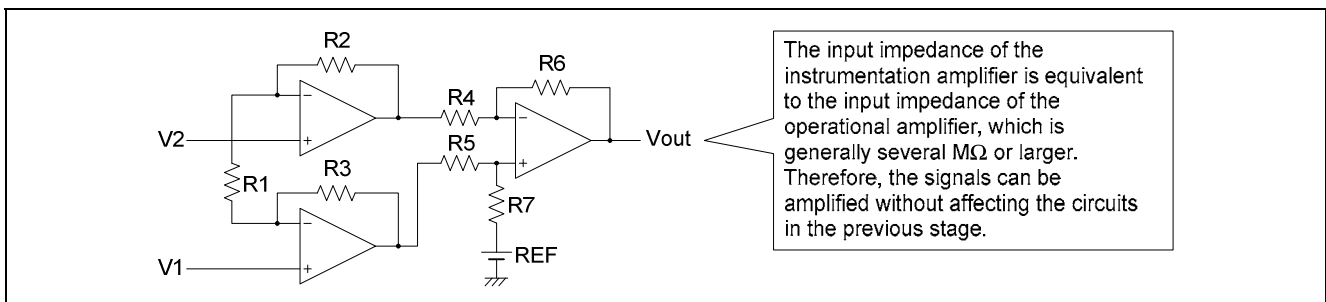 R2
R6
R4
V2
Vout
R5
R1
R3
R7
V1
REF
The input impedance of the
instrumentation amplifier is equivalent
to the input impedance of the
operational amplifier, which is
generally several MΩ or larger.
Therefore, the signals can be
amplified without affecting the circuits
in the previous stage.